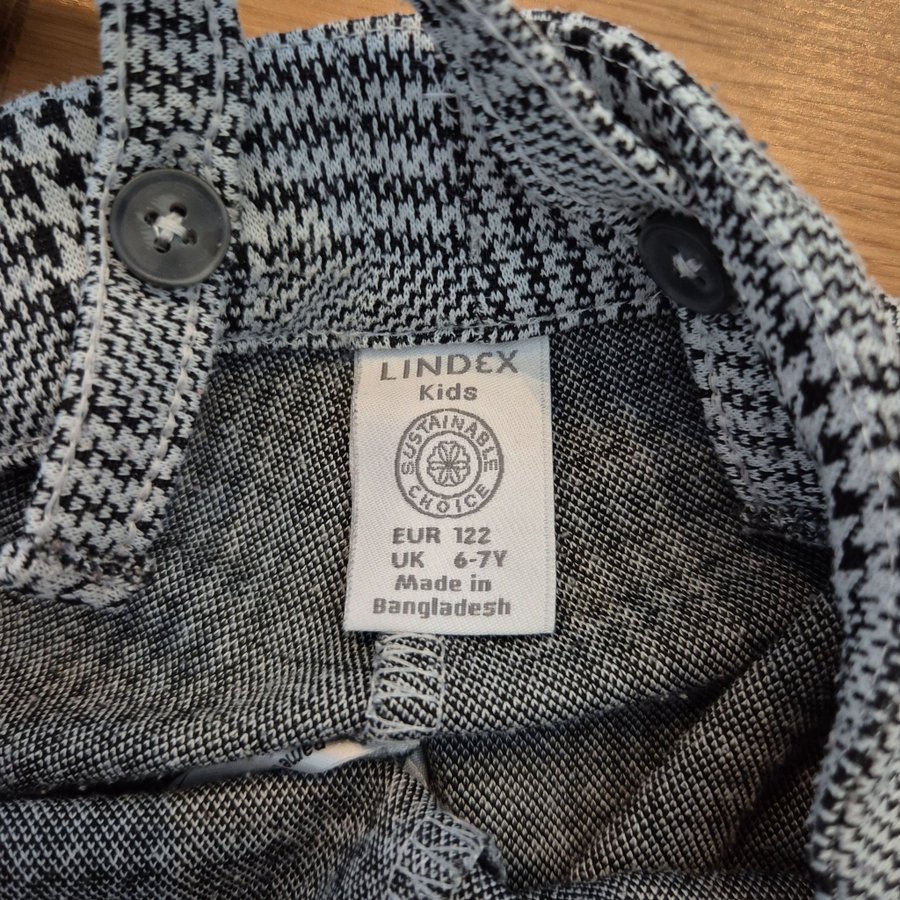 LINDEX
Kids
SUSTAINABLE
CHOICE
EUR 122
UK 6-7Y
Made in
Bangladesh